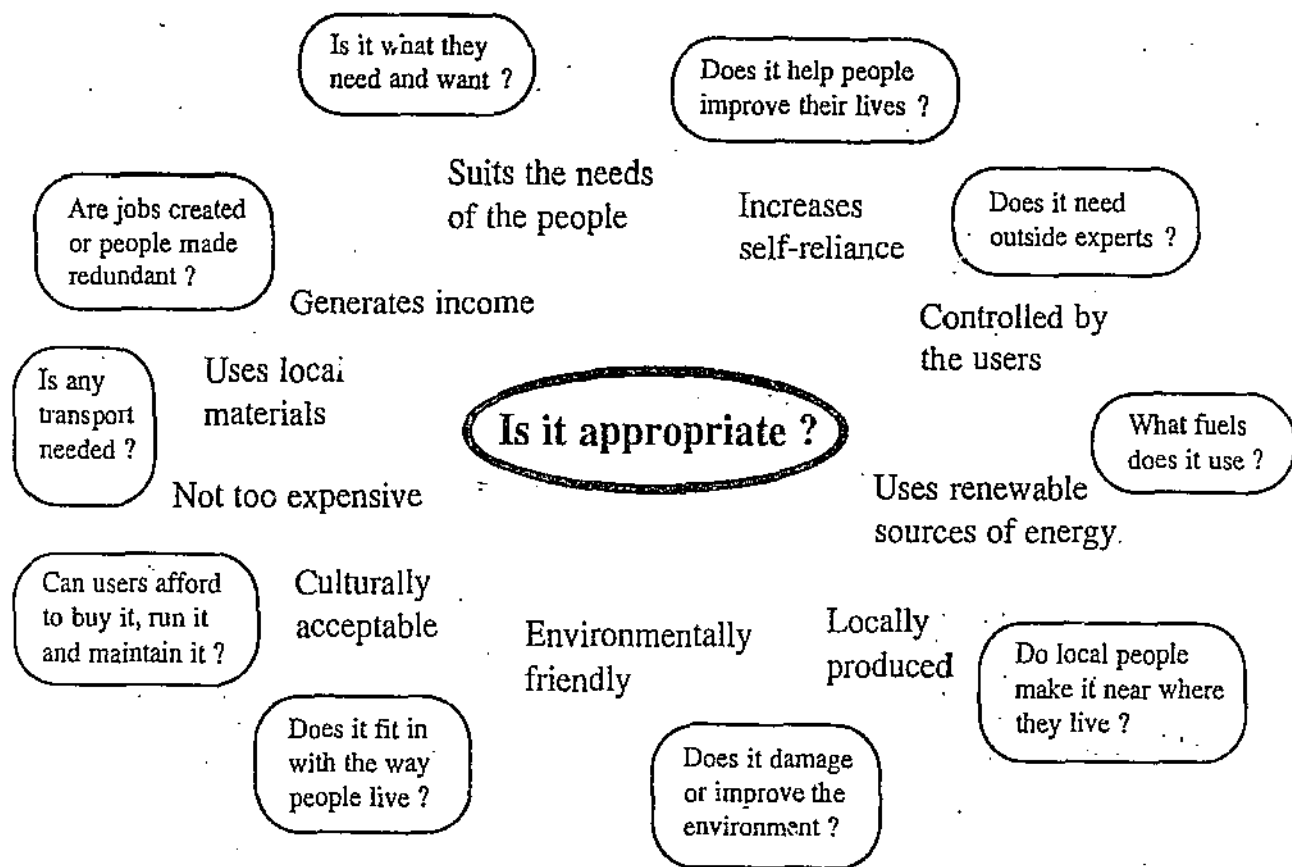 Is it what they
need and want ?
Does it help people
improve their lives ?
Suits the needs
of the people
Increases
self-reliance
Does it need
outside experts ?
Are jobs created
or people made
redundant ?
Generates income
Controlled by
the users
Is any
transport
needed ?
Uses local
materials
Is it appropriate ?
What fuels
does it use ?
Not too expensive
Uses renewable
sources of energy.
Can users afford
to buy it, run it
and maintain it ?
Culturally
acceptable
Environmentally
friendly
Locally
produced
Do local people
make it near where
they live ?
Does it fit in
with the way
people live ?
Does it damage
or improve the
environment ?